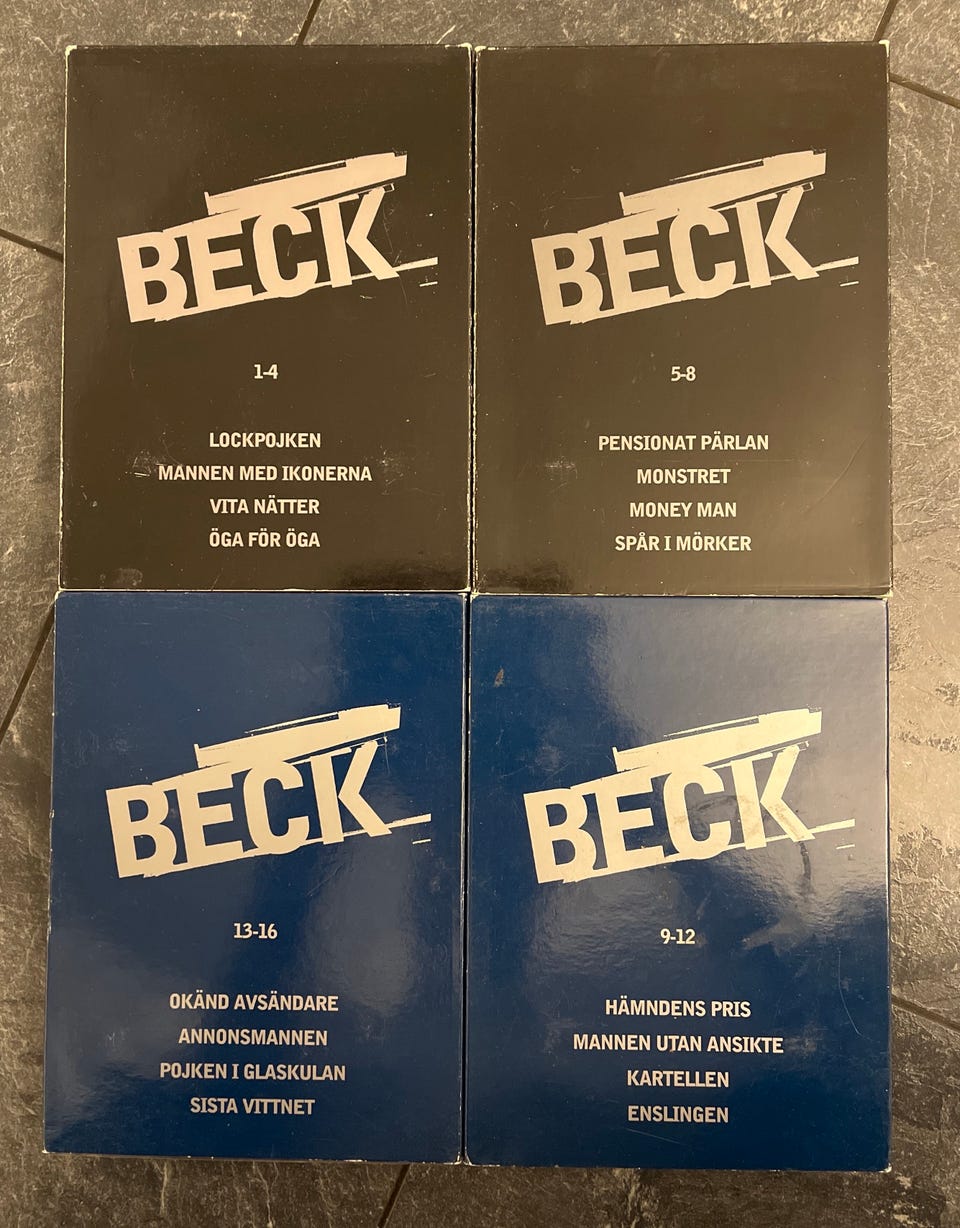 BECK
1-4
LOCKPOJKEN
MANNEN MED IKONERNA
VITA NÄTTER
ÖGA FÖR ÖGA
BECK
5-8
PENSIONAT PÄRLAN
MONSTRET
MONEY MAN
SPÅR I MÖRKER
BECK
13-16
OKÄND AVSÄNDARE
ANNONSMANNEN
POJKEN I GLASKULAN
SISTA VITTNET
BECK
9-12
HÄMNDENS PRIS
MANNEN UTAN ANSIKTE
KARTELLEN
ENSLINGEN